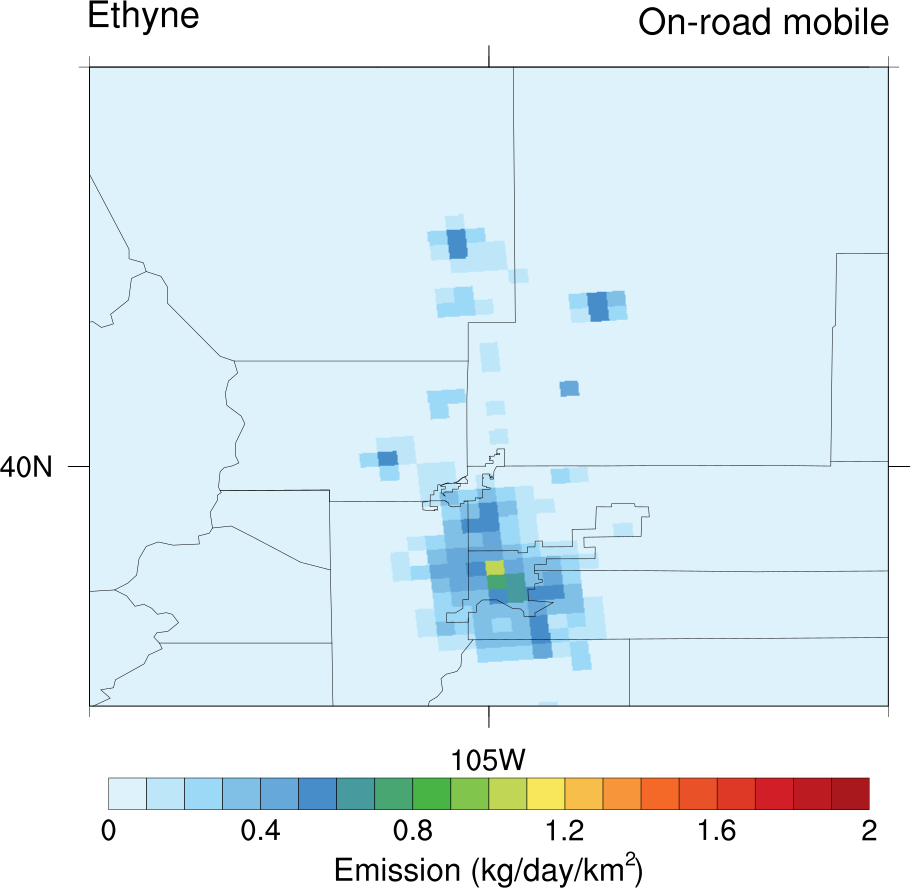 Ethyne On-road mobile
40N
105W
0 0.4 0.8 1.2 1.6 2
Emission (kg/day/km²)